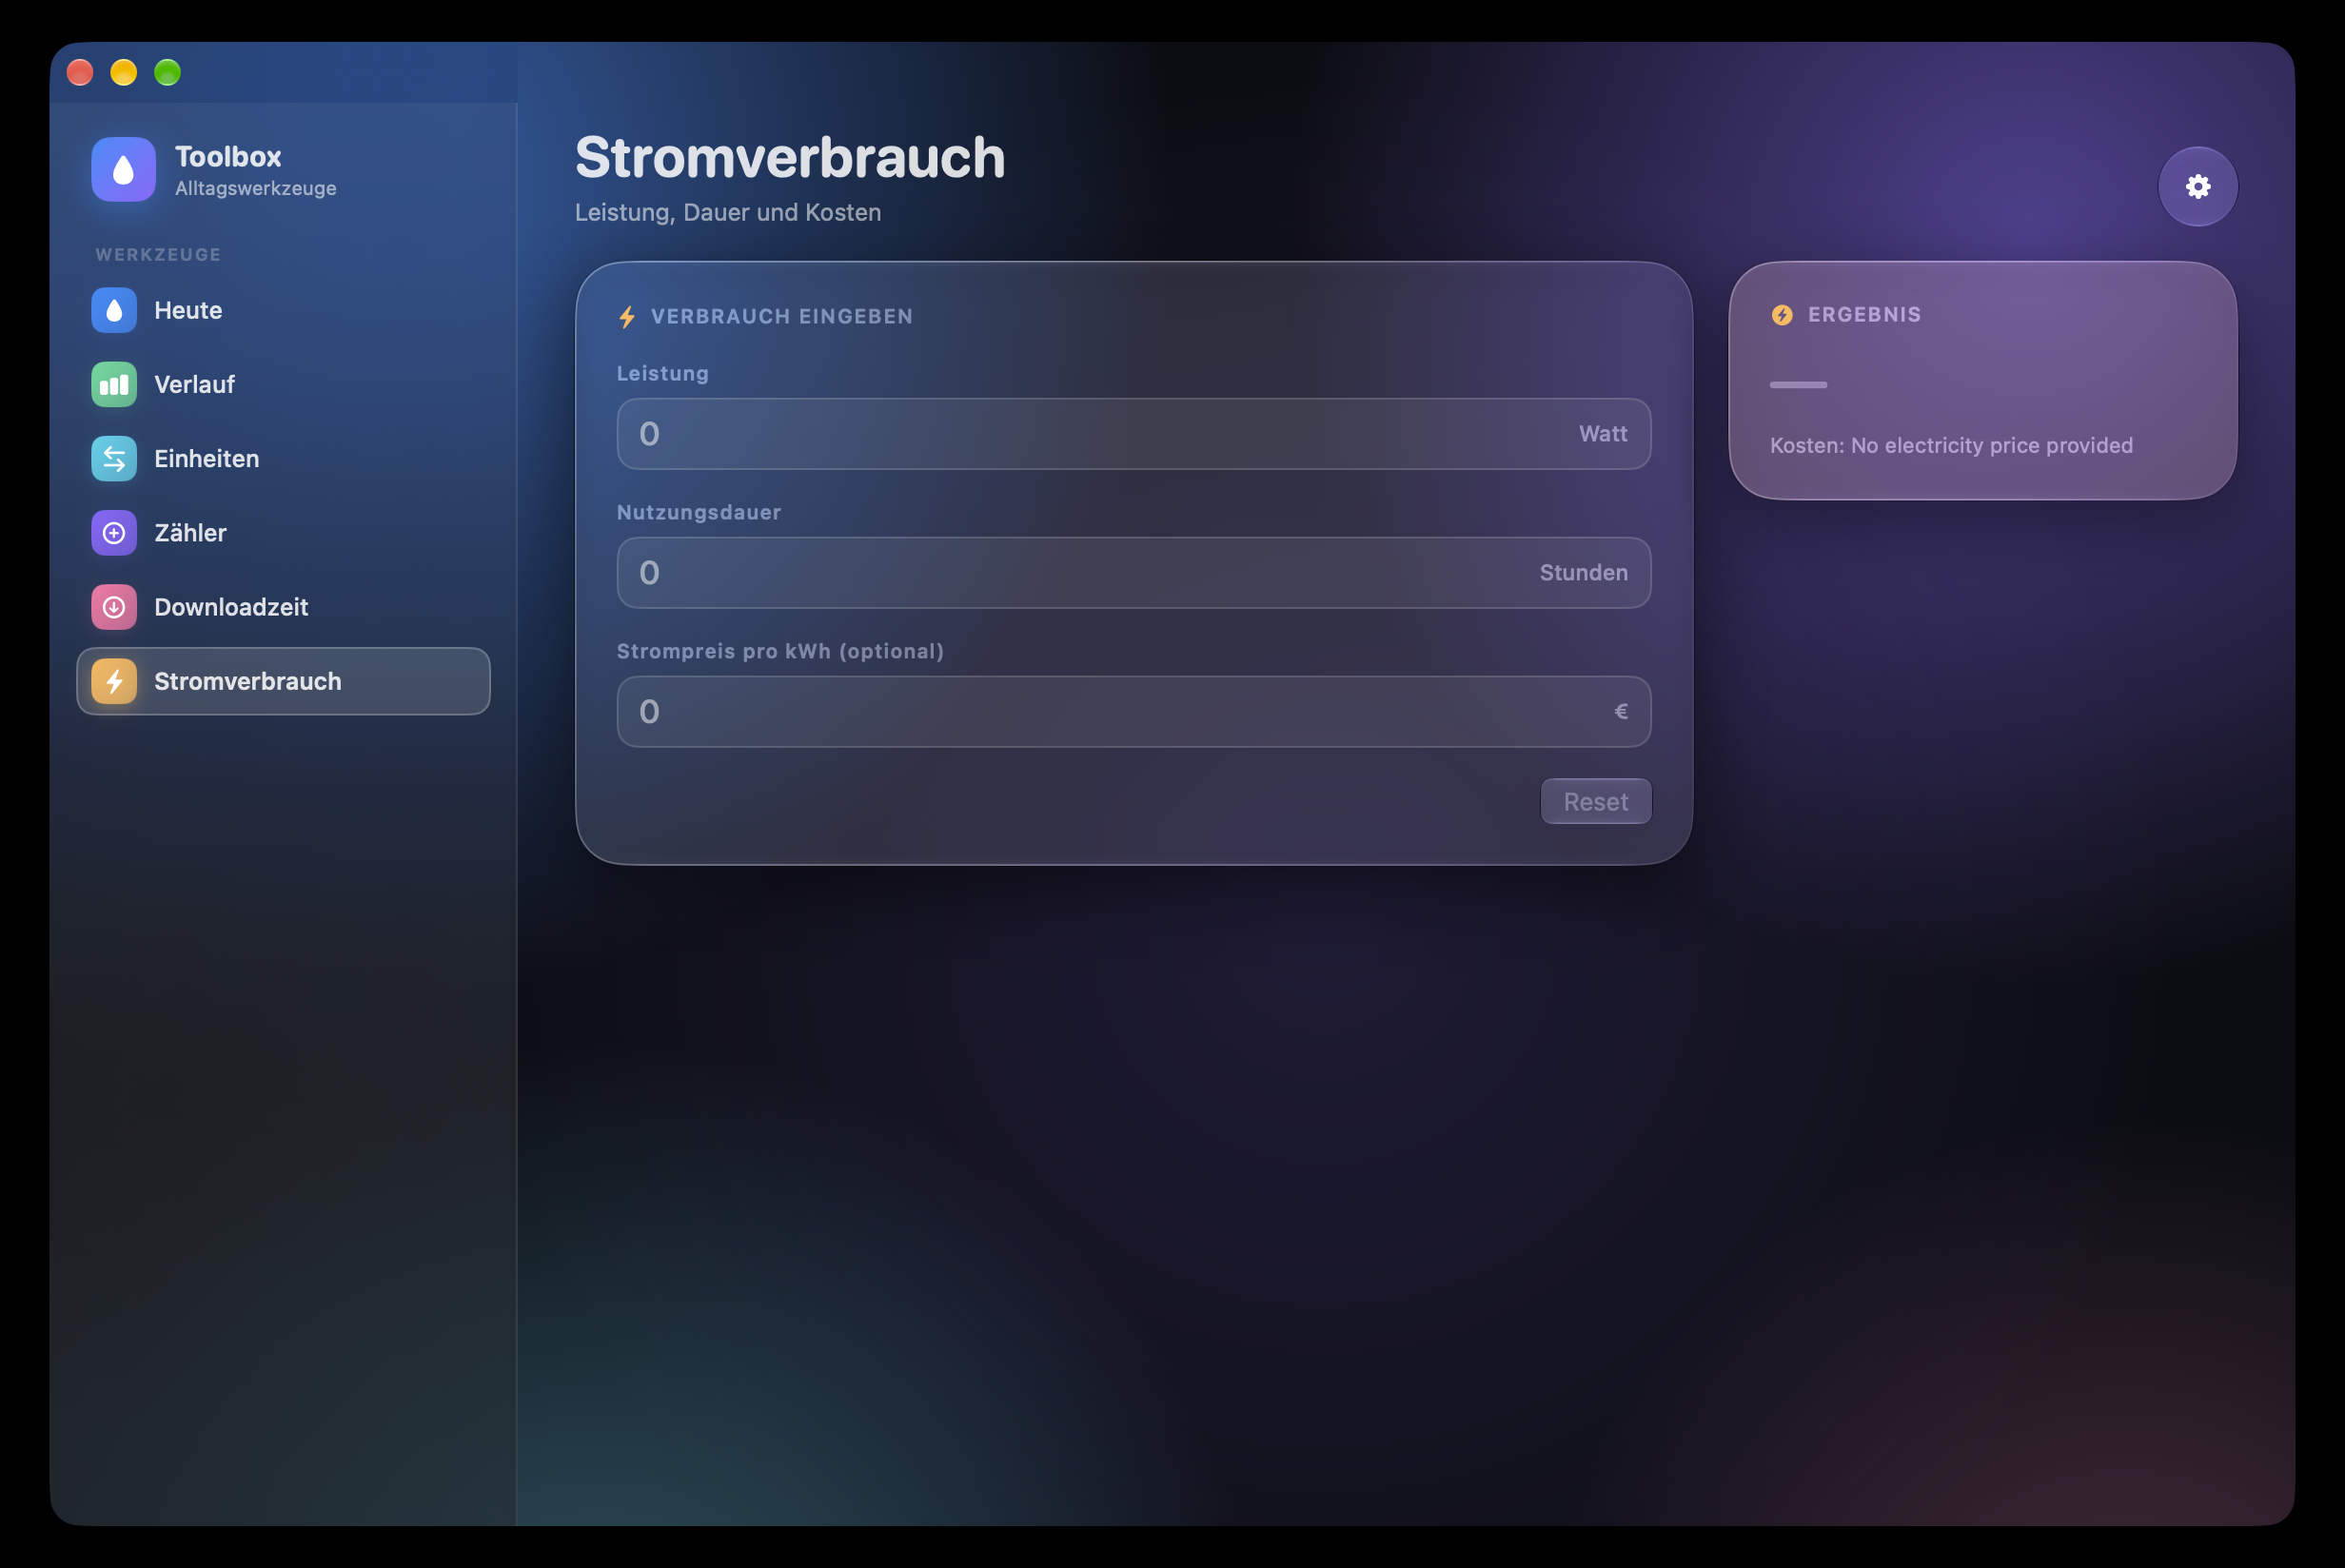 Toolbox
Alltagswerkzeuge
WERKZEUGE
Heute
Verlauf
Einheiten
Zähler
Downloadzeit
Stromverbrauch
Stromverbrauch
Leistung, Dauer und Kosten
VERBRAUCH EINGEBEN
Leistung
0 Watt
Nutzungsdauer
0 Stunden
Strompreis pro kWh (optional)
0 €
Reset
ERGEBNIS
—
Kosten: No electricity price provided